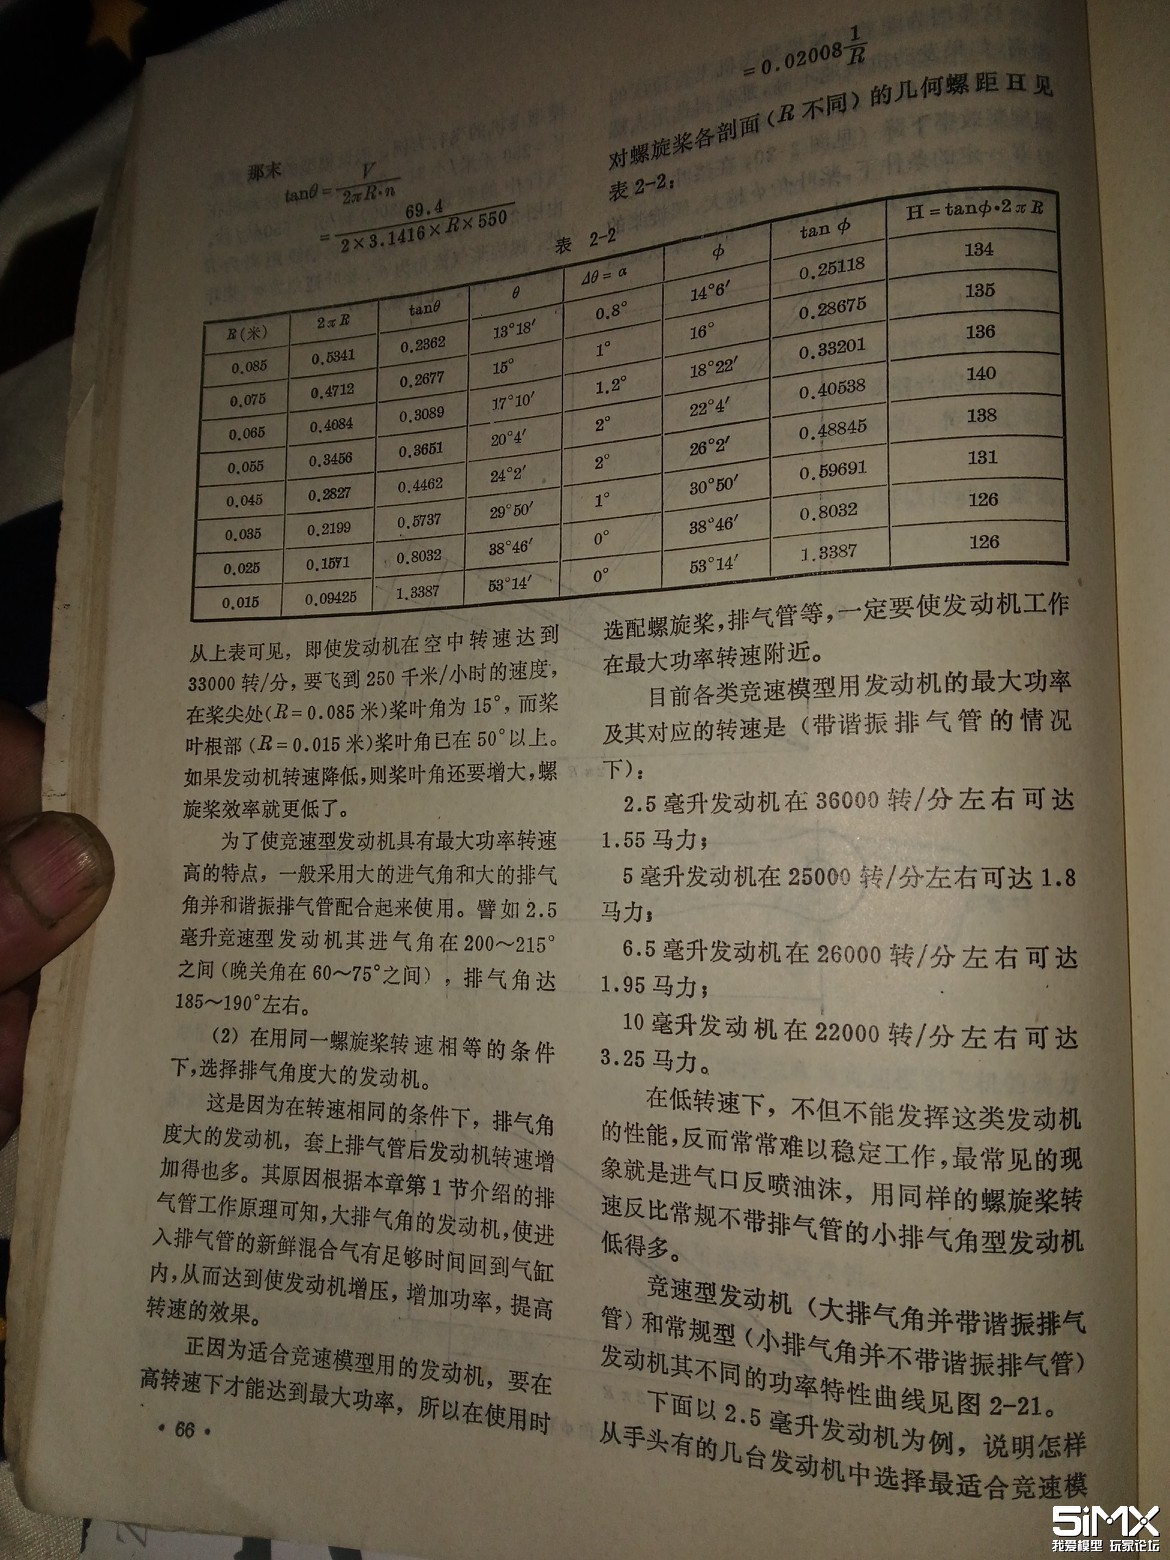 那末
tanθ = V / 2πR·n
= 69.4 / 2×3.1416×R×550
=0.02008 1/R
对螺旋桨各剖面(R不同)的几何螺距H见
表2-2:
表 2-2
R(米) 2πR tanθ θ Δθ=α ϕ tan ϕ H=tanϕ·2πR
0.085 0.5341 0.2362 13°18′ 0.8° 14°6′ 0.25118 134
0.075 0.4712 0.2677 15° 1° 16° 0.28675 135
0.065 0.4084 0.3089 17°10′ 1.2° 18°22′ 0.33201 136
0.055 0.3456 0.3651 20°4′ 2° 22°4′ 0.40538 140
0.045 0.2827 0.4462 24°2′ 2° 26°2′ 0.48845 138
0.035 0.2199 0.5737 29°50′ 1° 30°50′ 0.59691 131
0.025 0.1571 0.8032 38°46′ 0° 38°46′ 0.8032 126
0.015 0.09425 1.3387 53°14′ 0° 53°14′ 1.3387 126
从上表可见，即使发动机在空中转速达到
33000转/分，要飞到250千米/小时的速度，
在桨尖处(R=0.085米)桨叶角为15°，而桨
叶根部(R=0.015米)桨叶角已在50°以上。
如果发动机转速降低，则桨叶角还要增大，螺
旋桨效率就更低了。
为了使竞速型发动机具有最大功率转速
高的特点，一般采用大的进气角和大的排气
角并和谐振排气管配合起来使用。譬如2.5
毫升竞速型发动机其进气角在200～215°
之间(晚关角在60～75°之间)，排气角达
185～190°左右。
(2)在用同一螺旋桨转速相等的条件
下，选择排气角度大的发动机。
这是因为在转速相同的条件下，排气角
度大的发动机，套上排气管后发动机转速增
加得也多。其原因根据本章第1节介绍的排
气管工作原理可知，大排气角的发动机，使进
入排气管的新鲜混合气有足够时间回到气缸
内，从而达到使发动机增压，增加功率，提高
转速的效果。
正因为适合竞速模型用的发动机，要在
高转速下才能达到最大功率，所以在使用时
·66·
选配螺旋桨，排气管等，一定要使发动机工作
在最大功率转速附近。
目前各类竞速模型用发动机的最大功率
及其对应的转速是(带谐振排气管的情况
下)：
2.5毫升发动机在36000转/分左右可达
1.55马力；
5毫升发动机在25000转/分左右可达1.8
马力；
6.5毫升发动机在26000转/分左右可达
1.95马力；
10毫升发动机在22000转/分左右可达
3.25马力。
在低转速下，不但不能发挥这类发动机
的性能，反而常常难以稳定工作，最常见的现
象就是进气口反喷油沫，用同样的螺旋桨转
速反比常规不带排气管的小排气角型发动机
低得多。
竞速型发动机(大排气角并带谐振排气
管)和常规型(小排气角并不带谐振排气管)
发动机其不同的功率特性曲线见图2-21。
下面以2.5毫升发动机为例，说明怎样
从手头有的几台发动机中选择最适合竞速模
5iMX
我爱模型 玩家论坛